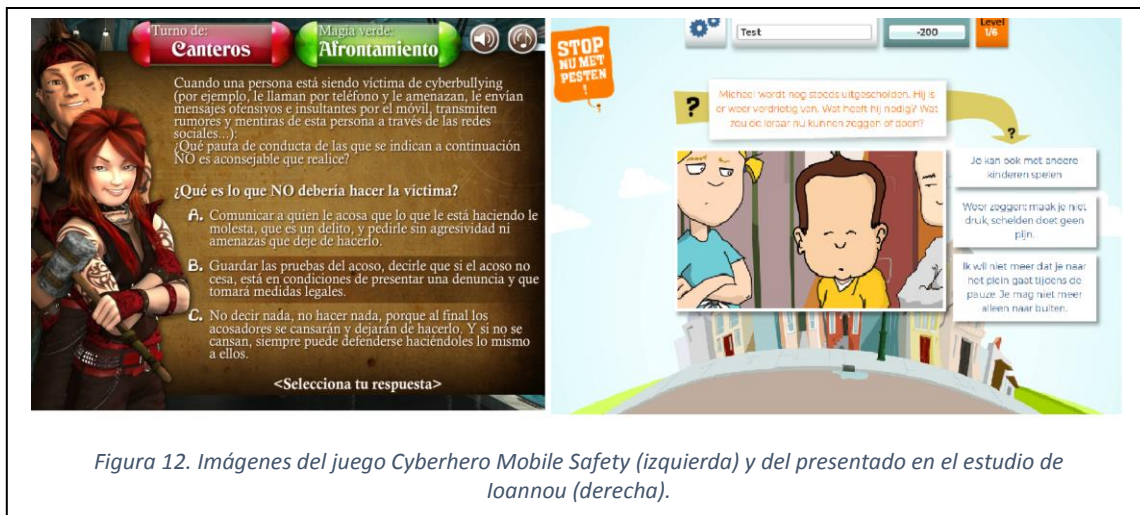 Turno de:
Canteros
Magia verde:
Afrontamiento
Cuando una persona está siendo víctima de cyberbullying
(por ejemplo, le llaman por teléfono y le amenazan, le envían
mensajes ofensivos e insultantes por el móvil, transmiten
rumores y mentiras de esta persona a través de las redes
sociales...):
¿Qué pauta de conducta de las que se indican a continuación
NO es aconsejable que realice?
¿Qué es lo que NO debería hacer la víctima?
A. Comunicar a quien le acosa que lo que le está haciendo le
molesta, que es un delito, y pedirle sin agresividad ni
amenazas que deje de hacerlo.
B. Guardar las pruebas del acoso, decirle que si el acoso no
cesa, está en condiciones de presentar una denuncia y que
tomará medidas legales.
C. No decir nada, no hacer nada, porque al final los
acosadores se cansarán y dejarán de hacerlo. Y si no se
cansan, siempre puede defenderse haciéndoles lo mismo
a ellos.
<Selecciona tu respuesta>
STOP
NU MET
PESTEN
!
Test
-200
Level
1/6
?
Michael wordt nog steeds uitgescholden. Hij is
er weer verdrietig van. Wat heeft hij nodig? Wat
zou de leraar nu kunnen zeggen of doen?
?
Je kan ook met andere
kinderen spelen
Weer zeggen: maak je niet
druk, schelden doet geen
pijn.
Ik wil niet meer dat je naar
het plein gaat tijdens de
pauze. Je mag niet meer
alleen naar buiten.
Figura 12. Imágenes del juego Cyberhero Mobile Safety (izquierda) y del presentado en el estudio de
Ioannou (derecha).